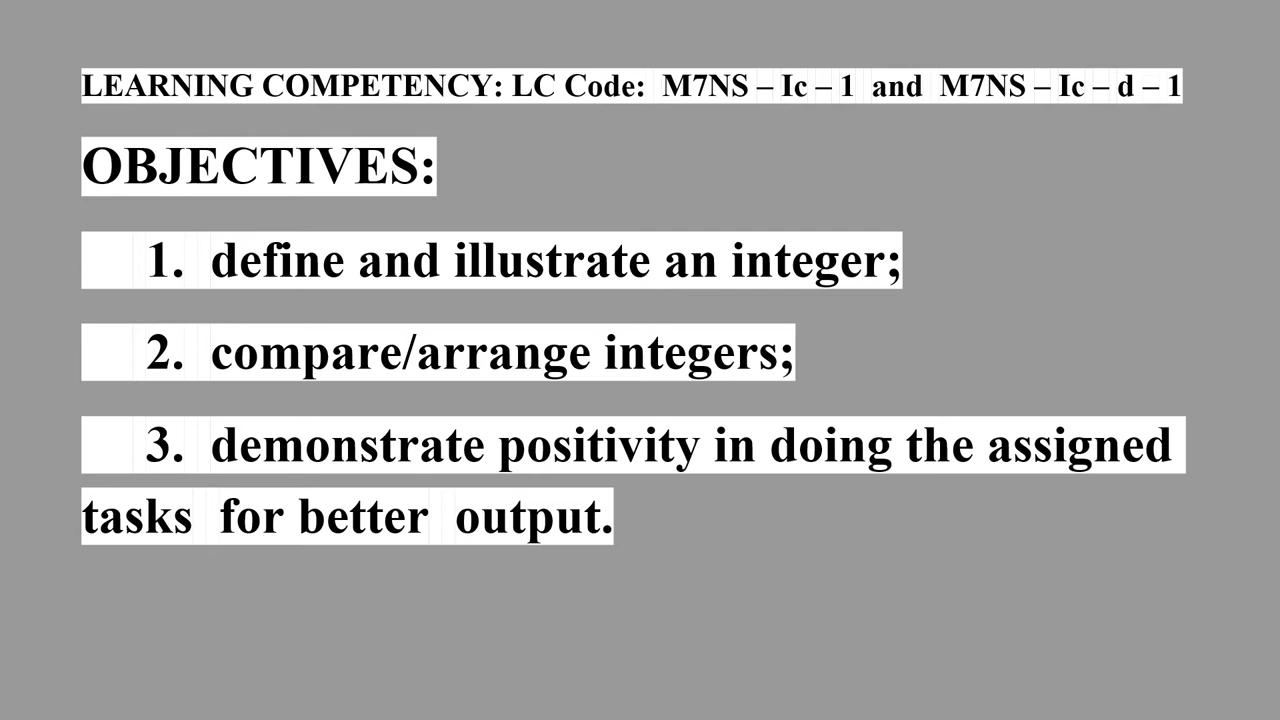 LEARNING COMPETENCY: LC Code: M7NS – Ic – 1 and M7NS – Ic – d – 1
OBJECTIVES:
1. define and illustrate an integer;
2. compare/arrange integers;
3. demonstrate positivity in doing the assigned
tasks for better output.